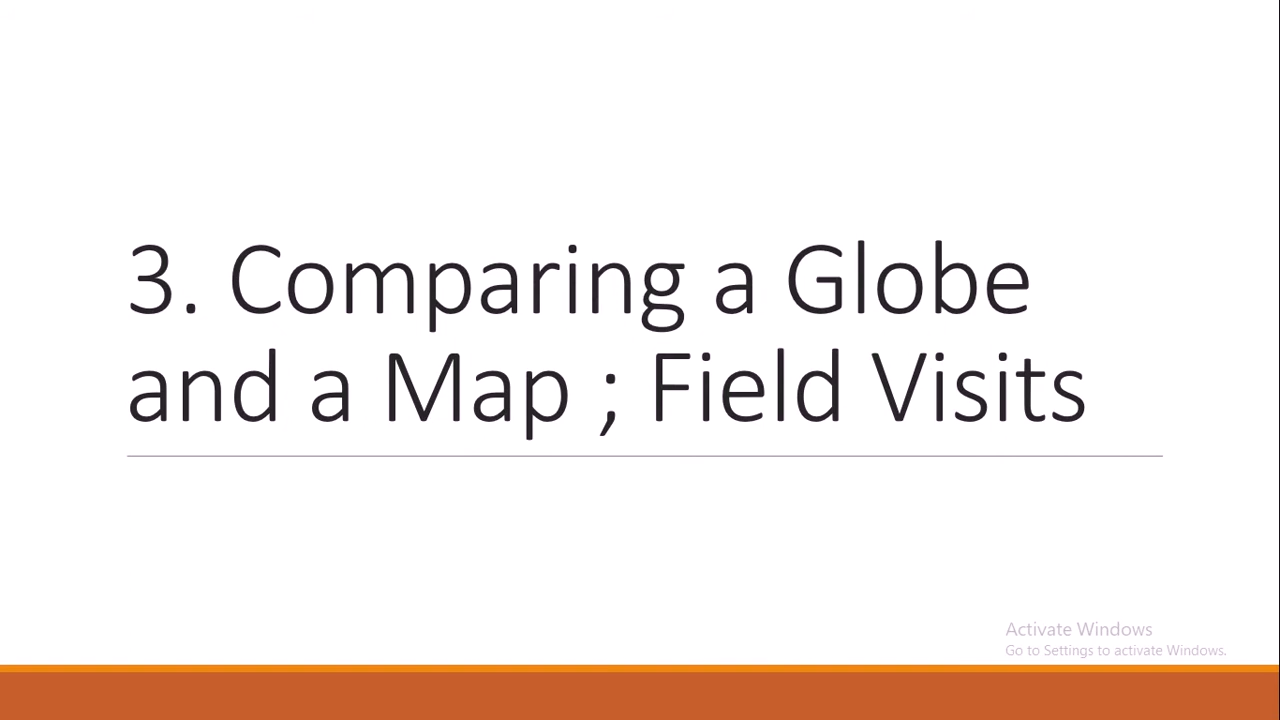 3. Comparing a Globe
and a Map ; Field Visits
Activate Windows
Go to Settings to activate Windows.